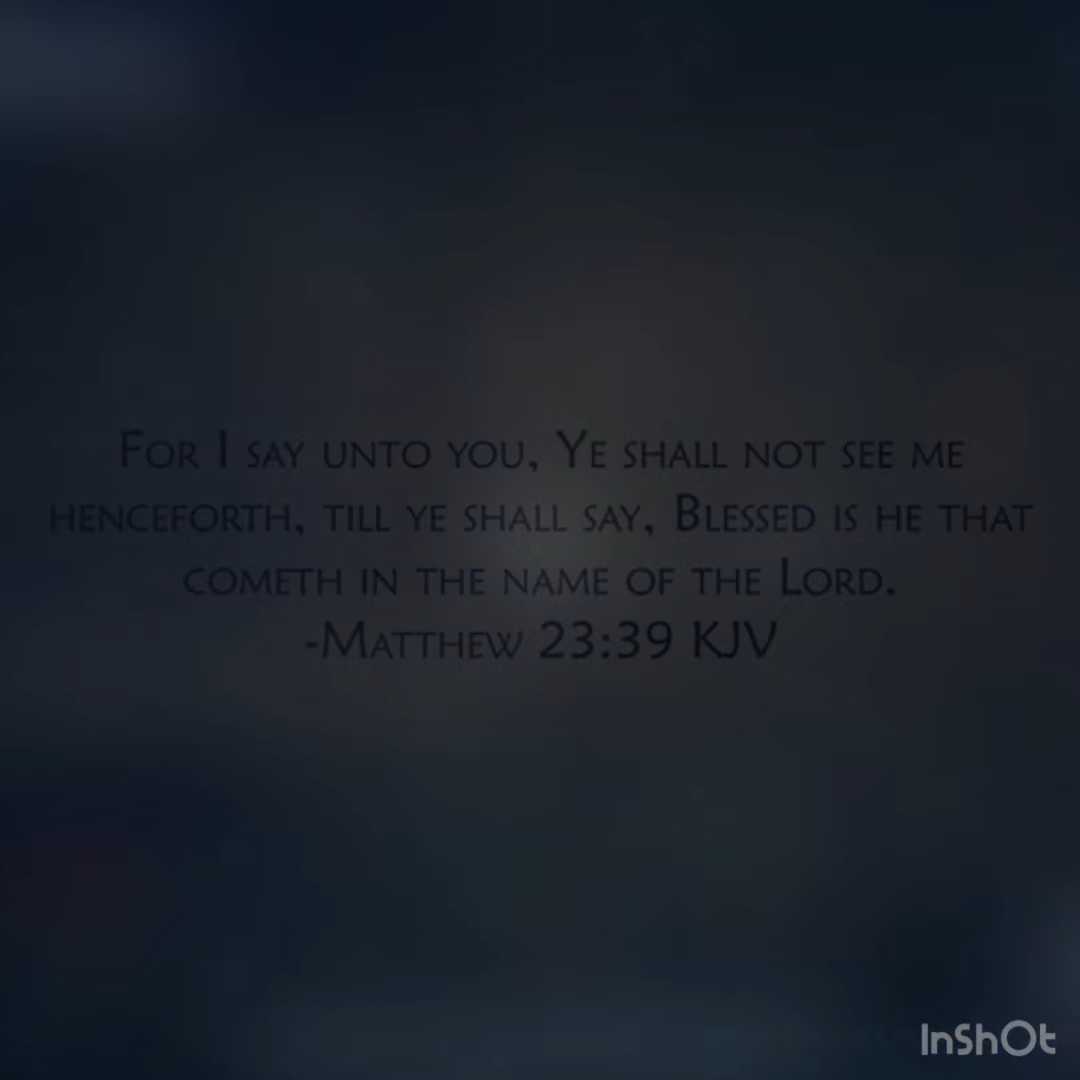 For I say unto you, Ye shall not see me
henceforth, till ye shall say, Blessed is he that
cometh in the name of the Lord.
-Matthew 23:39 KJV
InShOt